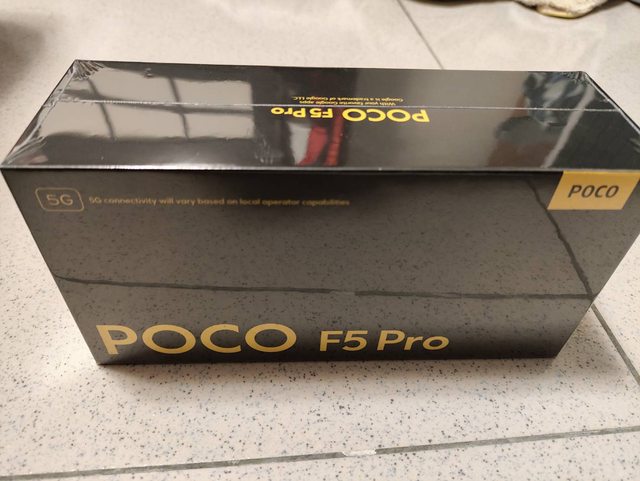 POCO F5 Pro
With your favorite Google apps
Google is a trademark of Google LLC
5G
5G connectivity will vary based on local operator capabilities
POCO
POCO F5 Pro